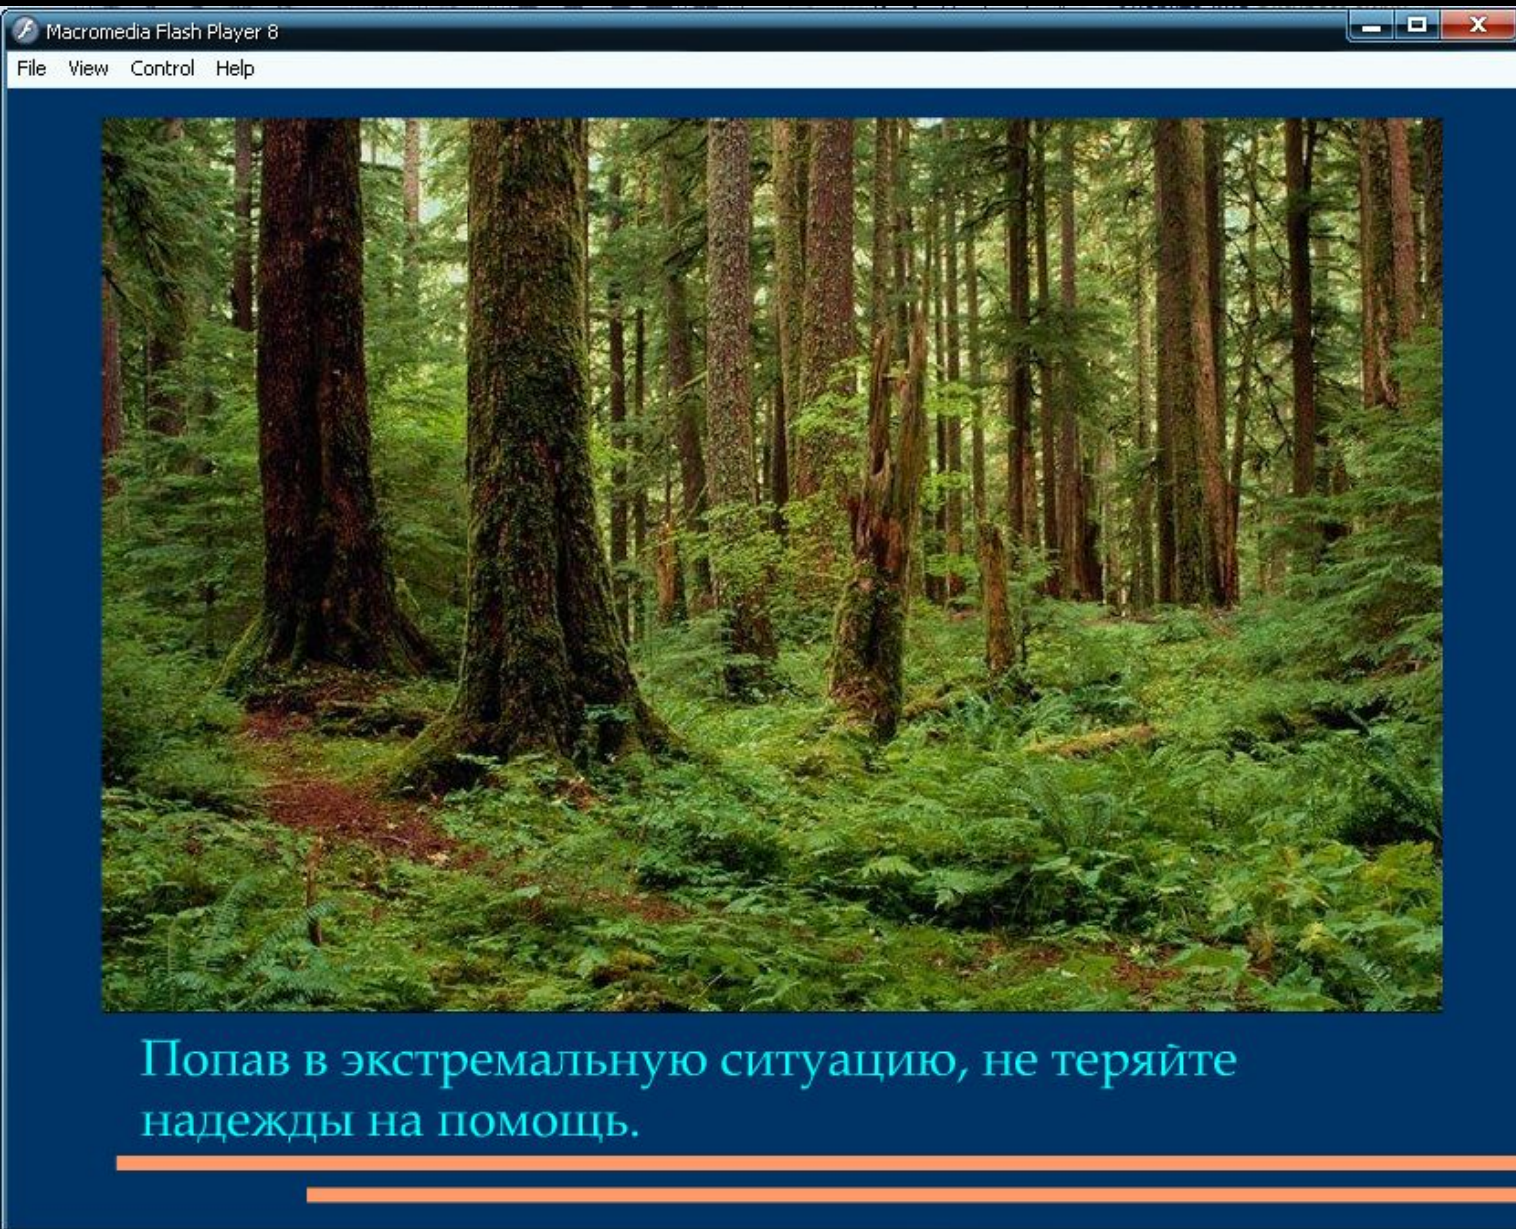 Macromedia Flash Player 8
File View Control Help
Попав в экстремальную ситуацию, не теряйте
надежды на помощь.